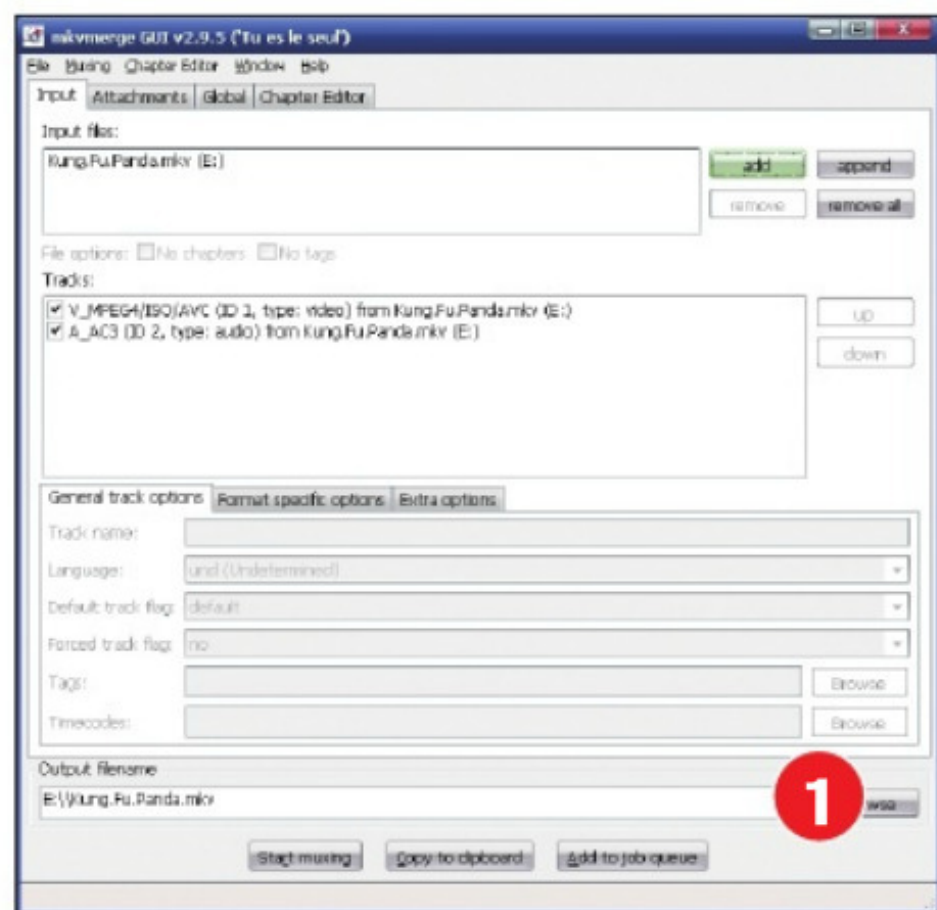 mkvmerge GUI v2.9.5 ('Tu es le seul')
File Muxing Chapter Editor Window Help
Input Attachments Global Chapter Editor
Input files:
Kung.Fu.Panda.mkv (E:)
add append
remove remove all
File options: No chapters No tags
Tracks:
V_MPEG4/ISO/AVC (ID 1, type: video) from Kung.Fu.Panda.mkv (E:)
A_AC3 (ID 2, type: audio) from Kung.Fu.Panda.mkv (E:)
up
down
General track options Format specific options Extra options
Track name:
Language: und (Undetermined)
Default track flag: default
Forced track flag: no
Tags: Browse
Timecodes: Browse
Output filename
E:\\Kung.Fu.Panda.mkv
1
wse
Start muxing Copy to clipboard Add to job queue